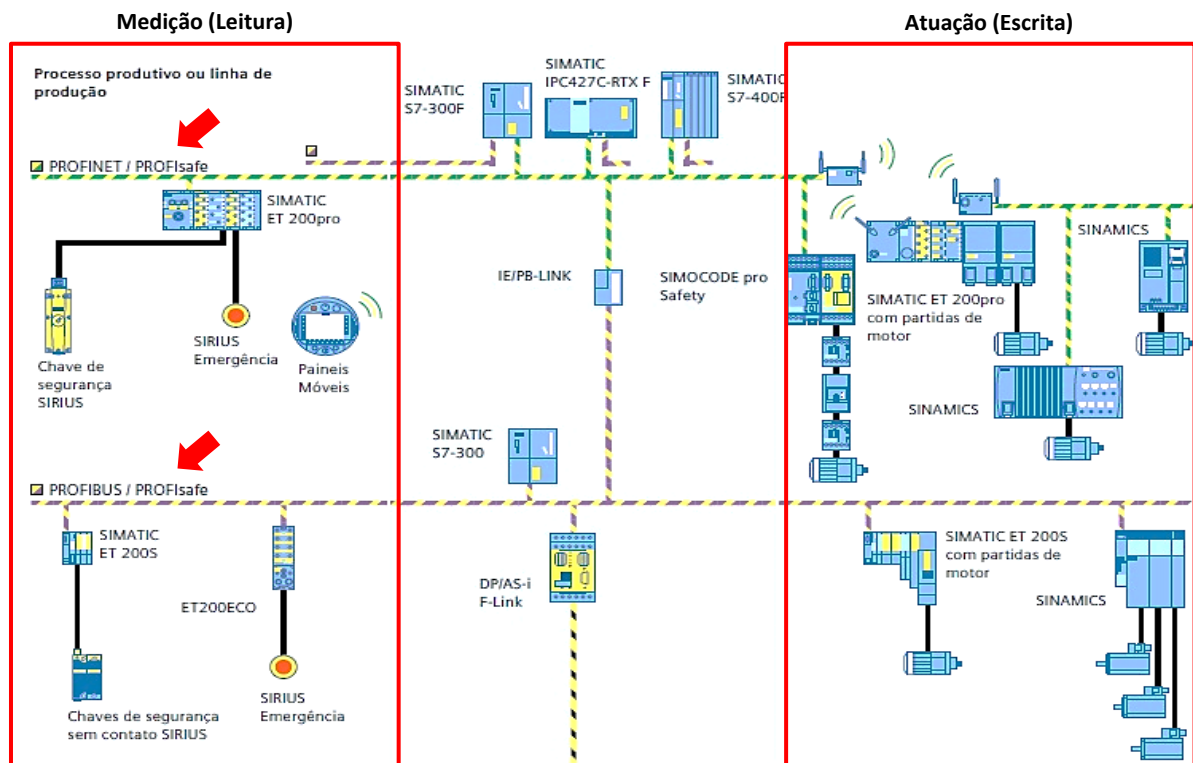 Medição (Leitura)
Atuação (Escrita)
Processo produtivo ou linha de
produção
SIMATIC
S7-300F
SIMATIC
IPC427C-RTX F
SIMATIC
S7-400F
PROFINET / PROFIsafe
SIMATIC
ET 200pro
IE/PB-LINK
SIMOCODE pro
Safety
SINAMICS
SIMATIC ET 200pro
com partidas de
motor
Chave de
segurança
SIRIUS
SIRIUS
Emergência
Paineis
Móveis
SINAMICS
SIMATIC
S7-300
PROFIBUS / PROFIsafe
SIMATIC
ET 200S
ET200ECO
DP/AS-i
F-Link
SIMATIC ET 200S
com partidas de
motor
SINAMICS
Chaves de segurança
sem contato SIRIUS
SIRIUS
Emergência